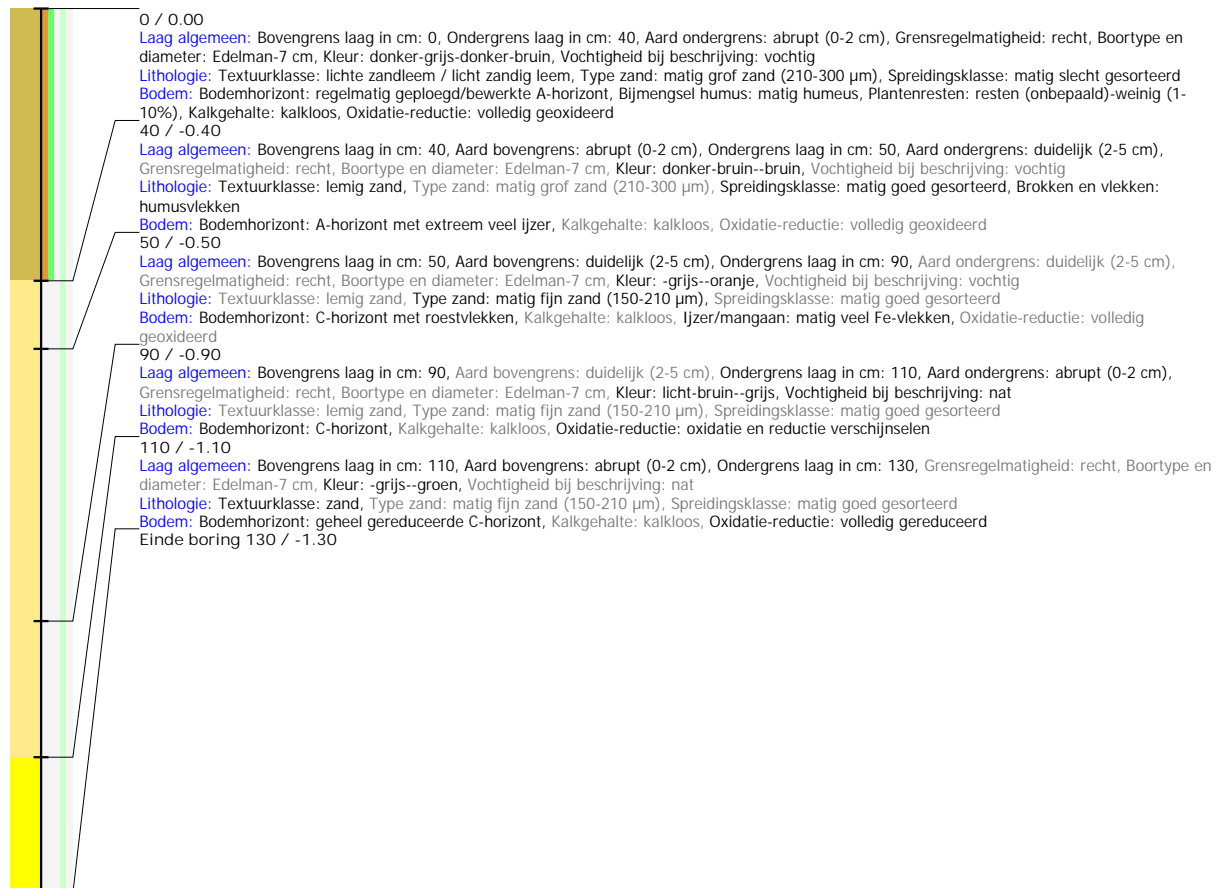 0 / 0.00
Laag algemeen: Bovengrens laag in cm: 0, Ondergrens laag in cm: 40, Aard ondergrens: abrupt (0-2 cm), Grensregelmatigheid: recht, Boortype en
diameter: Edelman-7 cm, Kleur: donker-grijs-donker-bruin, Vochtigheid bij beschrijving: vochtig
Lithologie: Textuurklasse: lichte zandleem / licht zandig leem, Type zand: matig grof zand (210-300 µm), Spreidingsklasse: matig slecht gesorteerd
Bodem: Bodemhorizont: regelmatig geploegd/bewerkte A-horizont, Bijmengsel humus: matig humeus, Plantenresten: resten (onbepaald)-weinig (1-
10%), Kalkgehalte: kalkloos, Oxidatie-reductie: volledig geoxideerd
40 / -0.40
Laag algemeen: Bovengrens laag in cm: 40, Aard bovengrens: abrupt (0-2 cm), Ondergrens laag in cm: 50, Aard ondergrens: duidelijk (2-5 cm),
Grensregelmatigheid: recht, Boortype en diameter: Edelman-7 cm, Kleur: donker-bruin--bruin, Vochtigheid bij beschrijving: vochtig
Lithologie: Textuurklasse: lemig zand, Type zand: matig grof zand (210-300 µm), Spreidingsklasse: matig goed gesorteerd, Brokken en vlekken:
humusvlekken
Bodem: Bodemhorizont: A-horizont met extreem veel ijzer, Kalkgehalte: kalkloos, Oxidatie-reductie: volledig geoxideerd
50 / -0.50
Laag algemeen: Bovengrens laag in cm: 50, Aard bovengrens: duidelijk (2-5 cm), Ondergrens laag in cm: 90, Aard ondergrens: duidelijk (2-5 cm),
Grensregelmatigheid: recht, Boortype en diameter: Edelman-7 cm, Kleur: -grijs--oranje, Vochtigheid bij beschrijving: vochtig
Lithologie: Textuurklasse: lemig zand, Type zand: matig fijn zand (150-210 µm), Spreidingsklasse: matig goed gesorteerd
Bodem: Bodemhorizont: C-horizont met roestvlekken, Kalkgehalte: kalkloos, Ijzer/mangaan: matig veel Fe-vlekken, Oxidatie-reductie: volledig
geoxideerd
90 / -0.90
Laag algemeen: Bovengrens laag in cm: 90, Aard bovengrens: duidelijk (2-5 cm), Ondergrens laag in cm: 110, Aard ondergrens: abrupt (0-2 cm),
Grensregelmatigheid: recht, Boortype en diameter: Edelman-7 cm, Kleur: licht-bruin--grijs, Vochtigheid bij beschrijving: nat
Lithologie: Textuurklasse: lemig zand, Type zand: matig fijn zand (150-210 µm), Spreidingsklasse: matig goed gesorteerd
Bodem: Bodemhorizont: C-horizont, Kalkgehalte: kalkloos, Oxidatie-reductie: oxidatie en reductie verschijnselen
110 / -1.10
Laag algemeen: Bovengrens laag in cm: 110, Aard bovengrens: abrupt (0-2 cm), Ondergrens laag in cm: 130, Grensregelmatigheid: recht, Boortype en
diameter: Edelman-7 cm, Kleur: -grijs--groen, Vochtigheid bij beschrijving: nat
Lithologie: Textuurklasse: zand, Type zand: matig fijn zand (150-210 µm), Spreidingsklasse: matig goed gesorteerd
Bodem: Bodemhorizont: geheel gereduceerde C-horizont, Kalkgehalte: kalkloos, Oxidatie-reductie: volledig gereduceerd
Einde boring 130 / -1.30